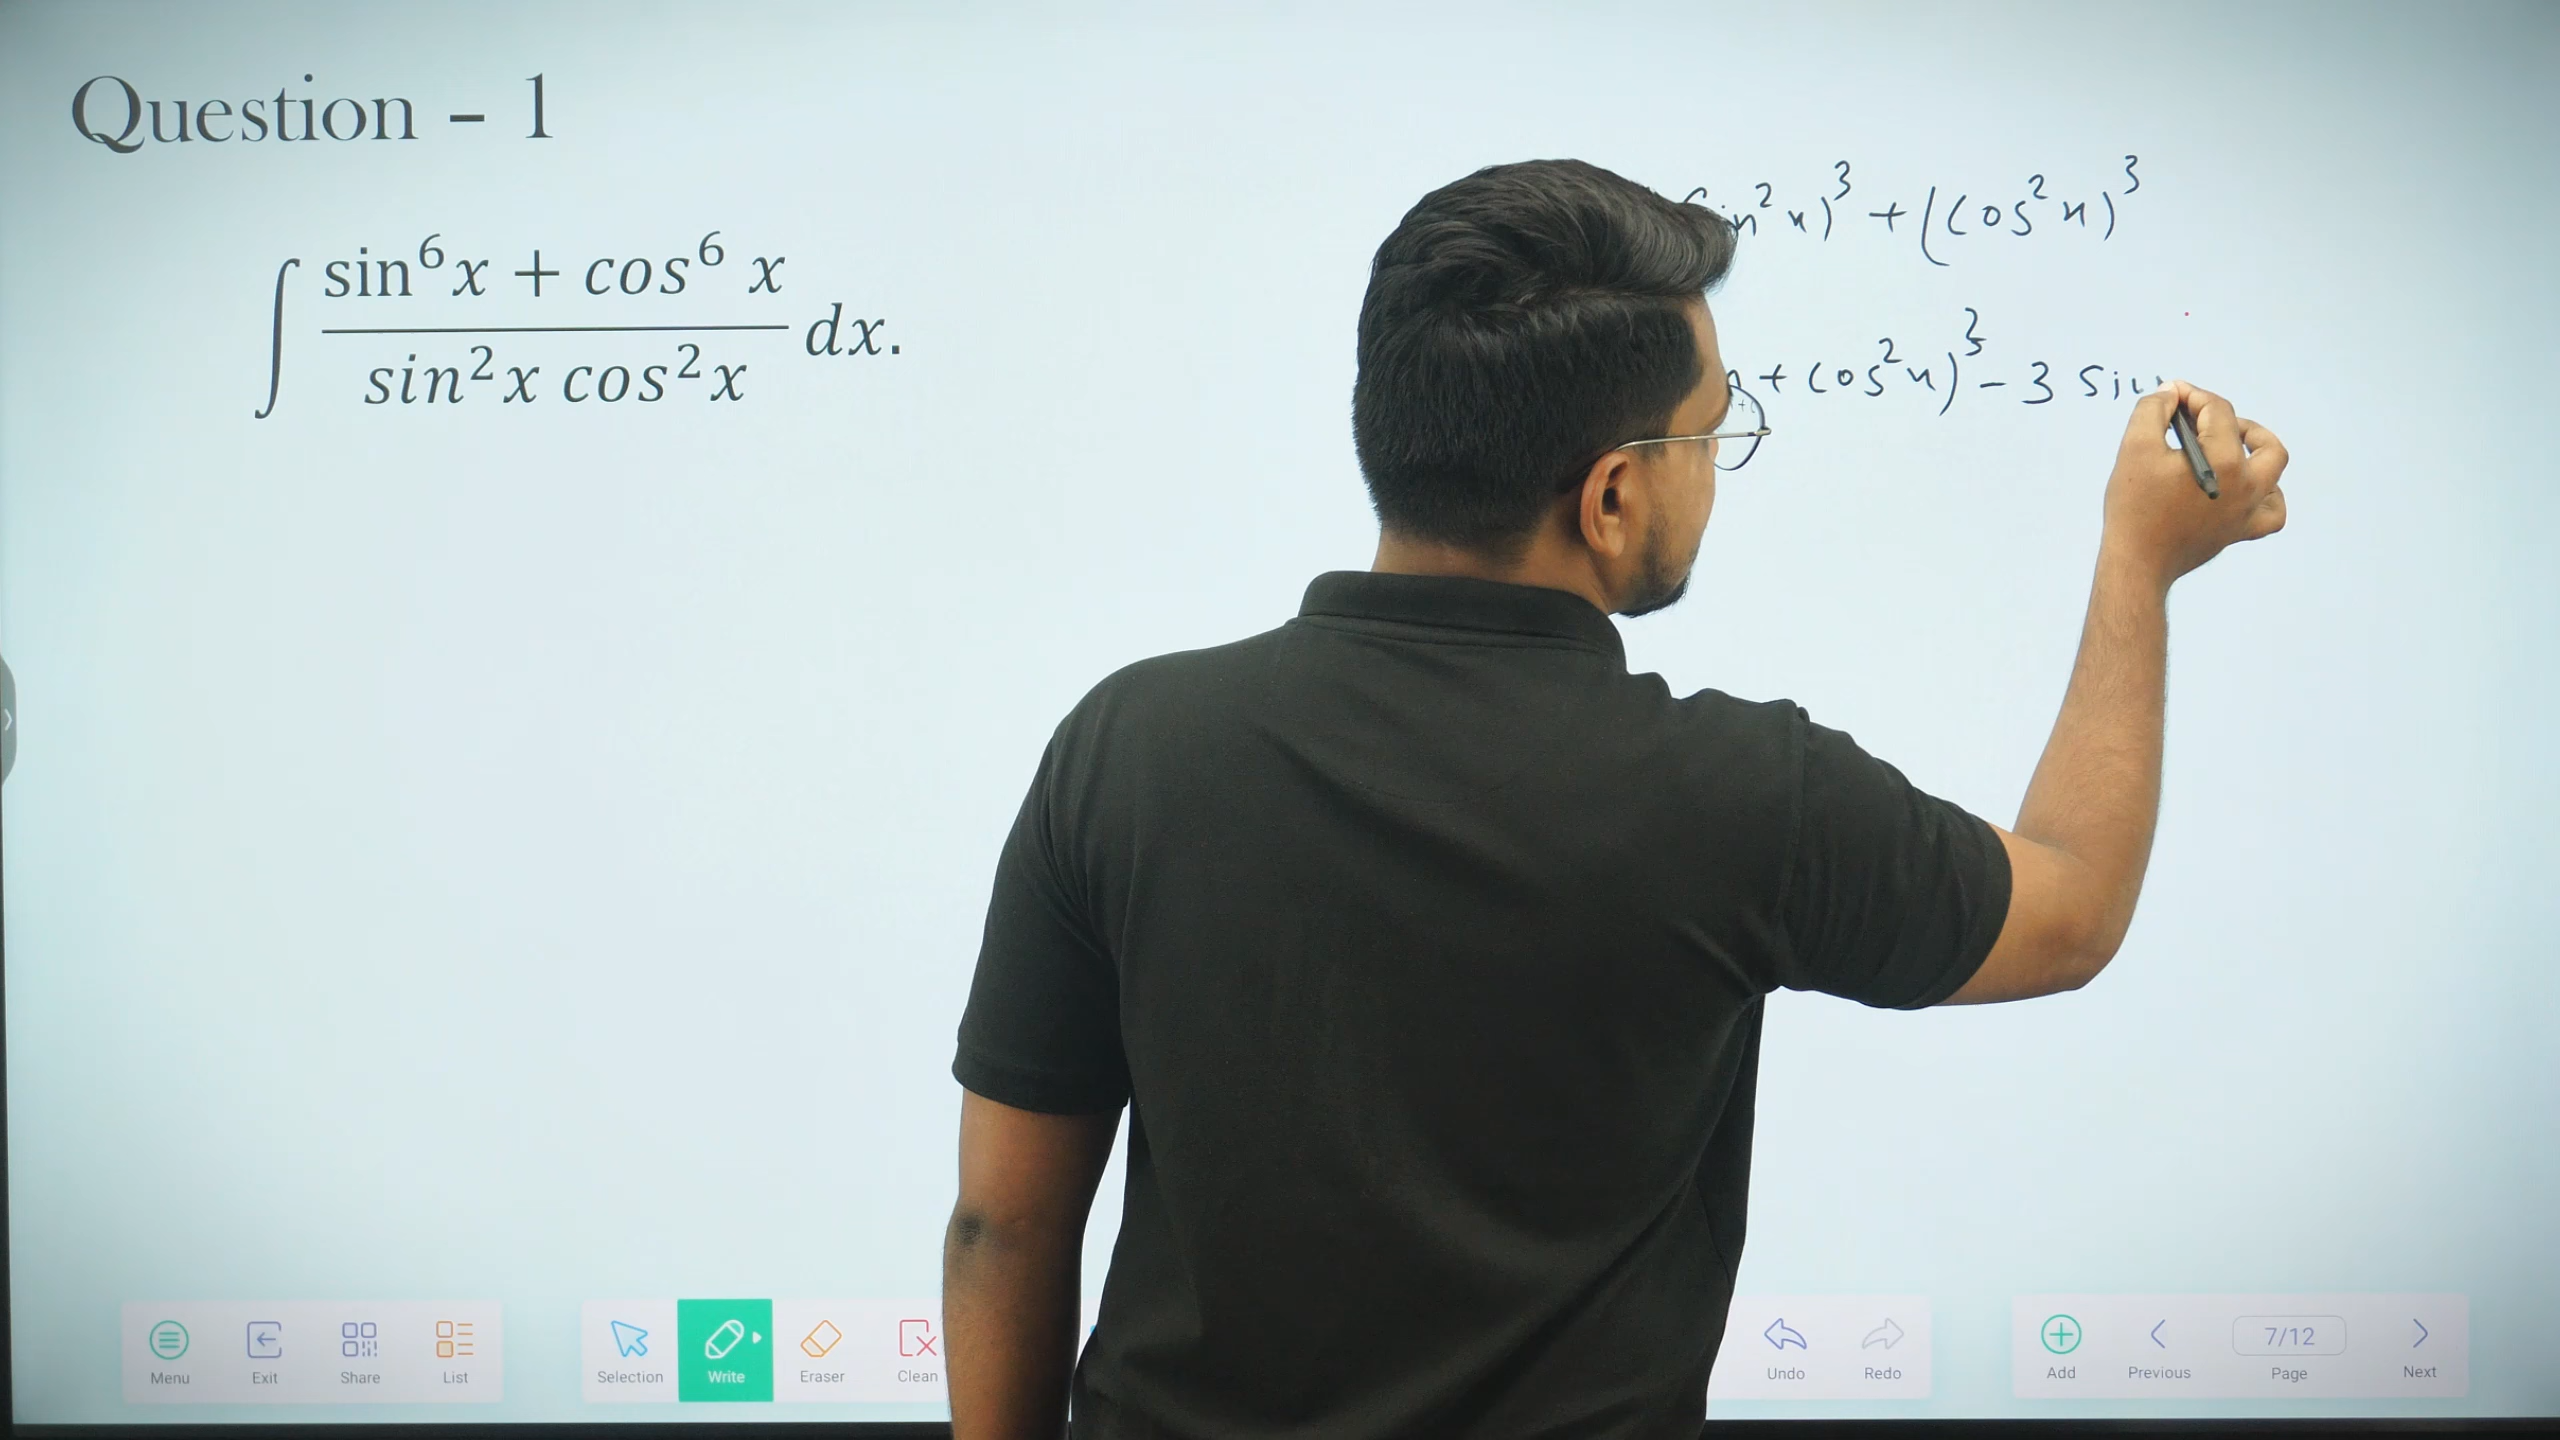 Question – 1
∫ sin⁶x + cos⁶ x / sin²x cos²x dx.
in²x)³ + (cos²x)³
+ cos²x)³ - 3 sin
Menu Exit Share List Selection Write Eraser Clean Undo Redo Add Previous 7/12 Page Next